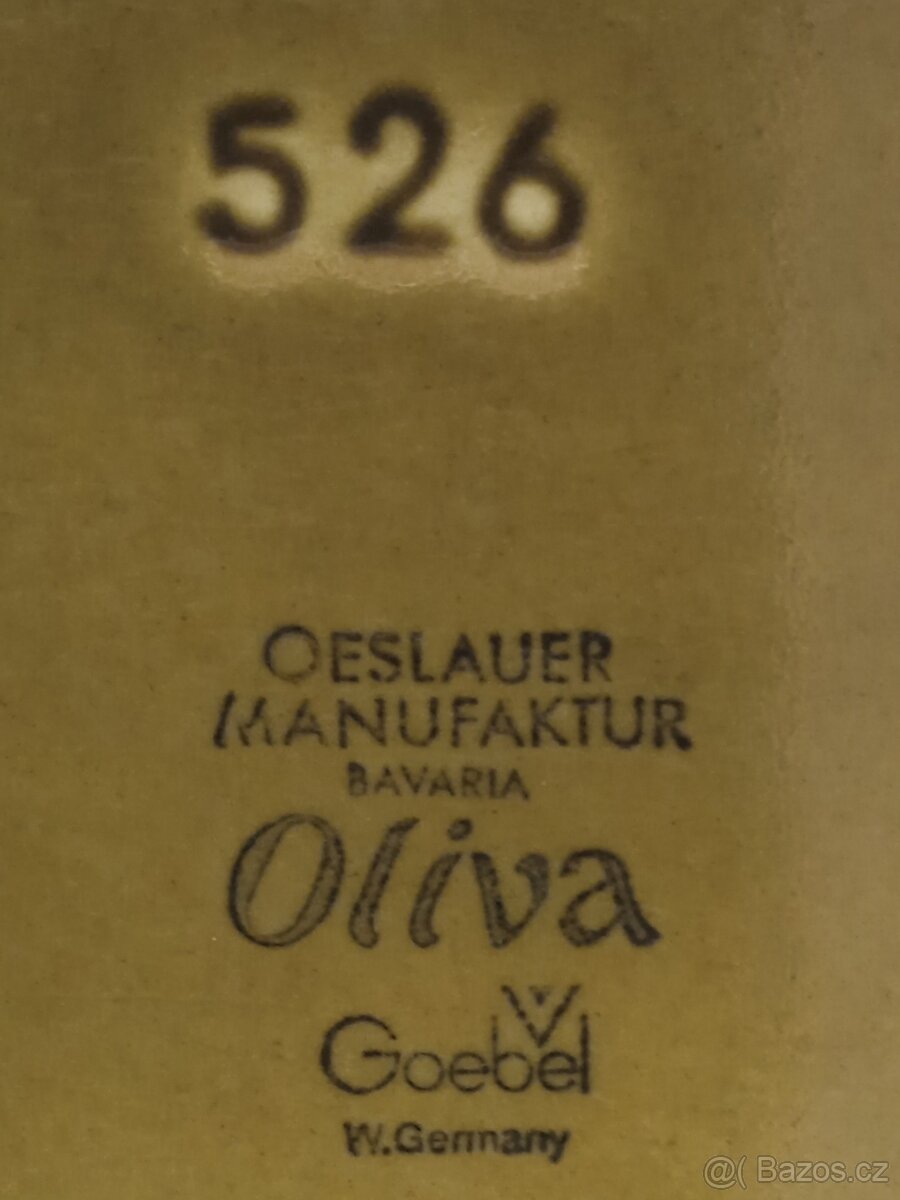 526
OESLAUER
MANUFAKTUR
BAVARIA
Oliva
Goebel
W.Germany
@( Bazos.cz